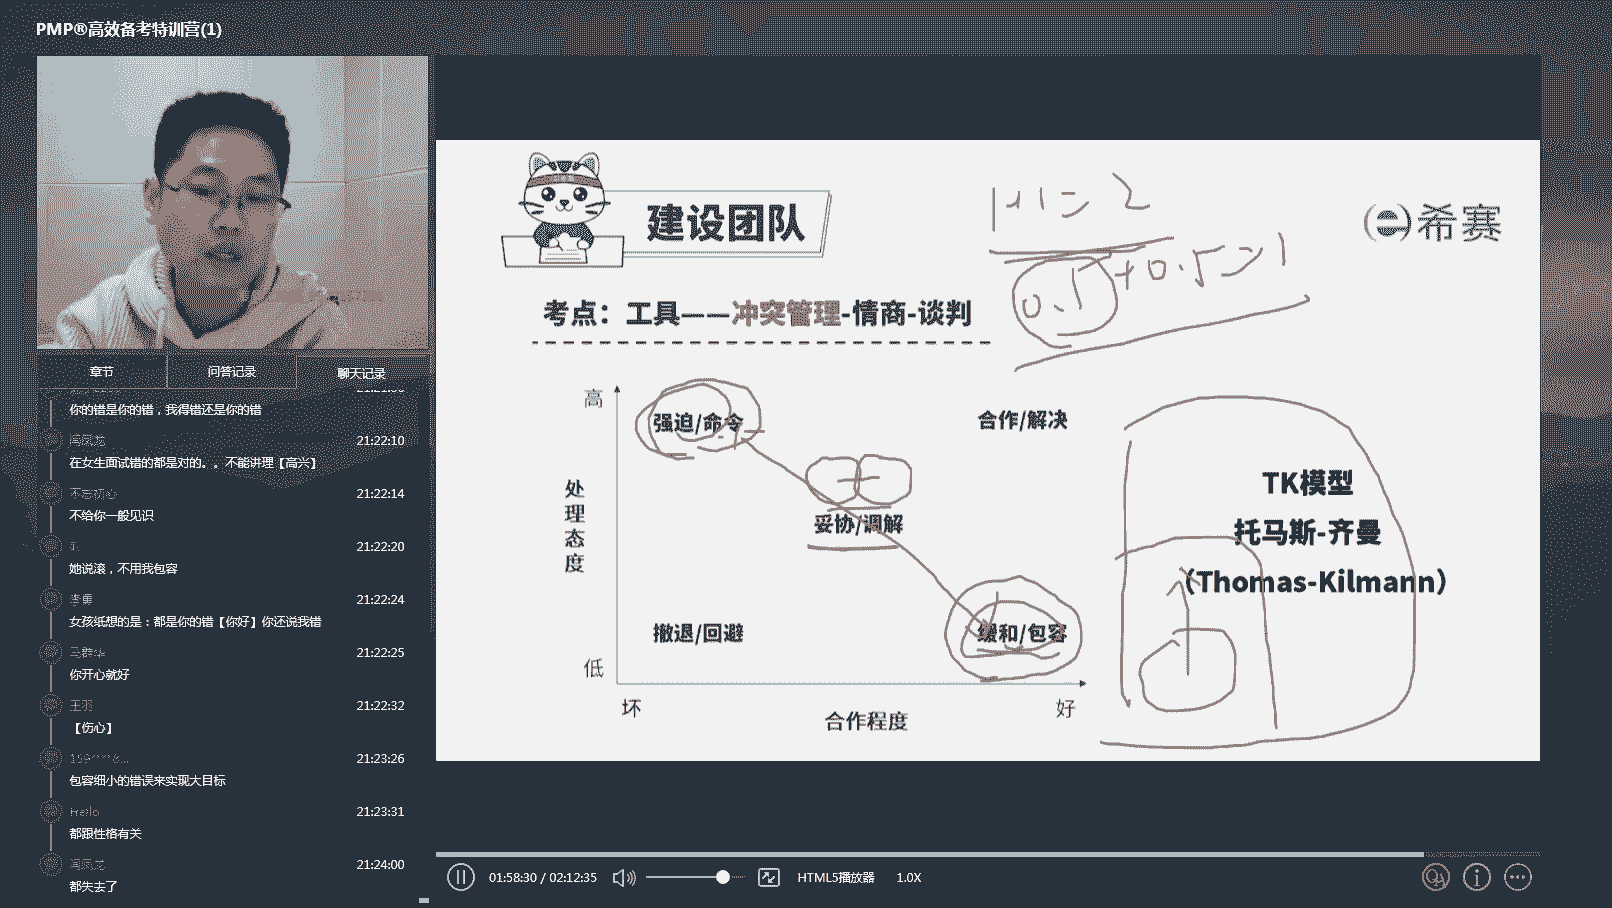 PMP®高效备考特训营(1)
章节
问答记录
聊天记录
你的错是你的错，我得错还是你的错
21:22:10
在女生面试错的都是对的。。不能讲理【高兴】
不忘初心
21:22:14
不给你一般见识
21:22:20
她说滚，不用我包容
李勇
21:22:24
女孩纸想的是：都是你的错【你好】你还说我错
马群华
21:22:25
你开心就好
王羽
21:22:32
【伤心】
21:23:26
包容细小的错误来实现大目标
Hello
21:23:31
都跟性格有关
21:24:00
都失去了
建设团队
希赛
1+1=2
0.5+0.5=1
考点：工具——冲突管理-情商-谈判
高
强迫/命令
合作/解决
处理态度
妥协/调解
撤退/回避
缓和/包容
低
坏
合作程度
好
TK模型
托马斯-齐曼
（Thomas-Kilmann）
01:58:30 / 02:12:35
HTML5播放器
1.0X